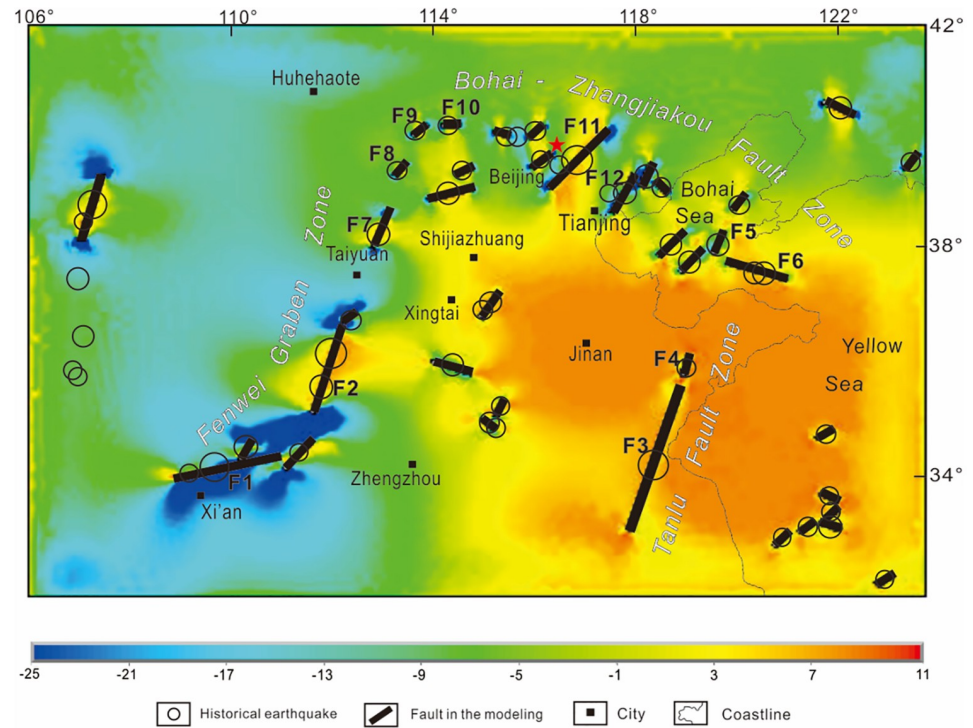 106° 110° 114° 118° 122°
42°
Huhehaote
Bohai - Zhangjiakou
F9 F10
F11
F8
Fault
Beijing
F12
Bohai
Sea
Zone
Zone
F7
Tianjing
Shijiazhuang
F5
38°
Taiyuan
F6
Graben
Xingtai
Zone
Yellow
Jinan
F4
Sea
F2
Fenwei
Fault
F3
Zhengzhou
F1
Xi'an
34°
Tanlu
-25 -21 -17 -13 -9 -5 -1 3 7 11
Historical earthquake Fault in the modeling City Coastline